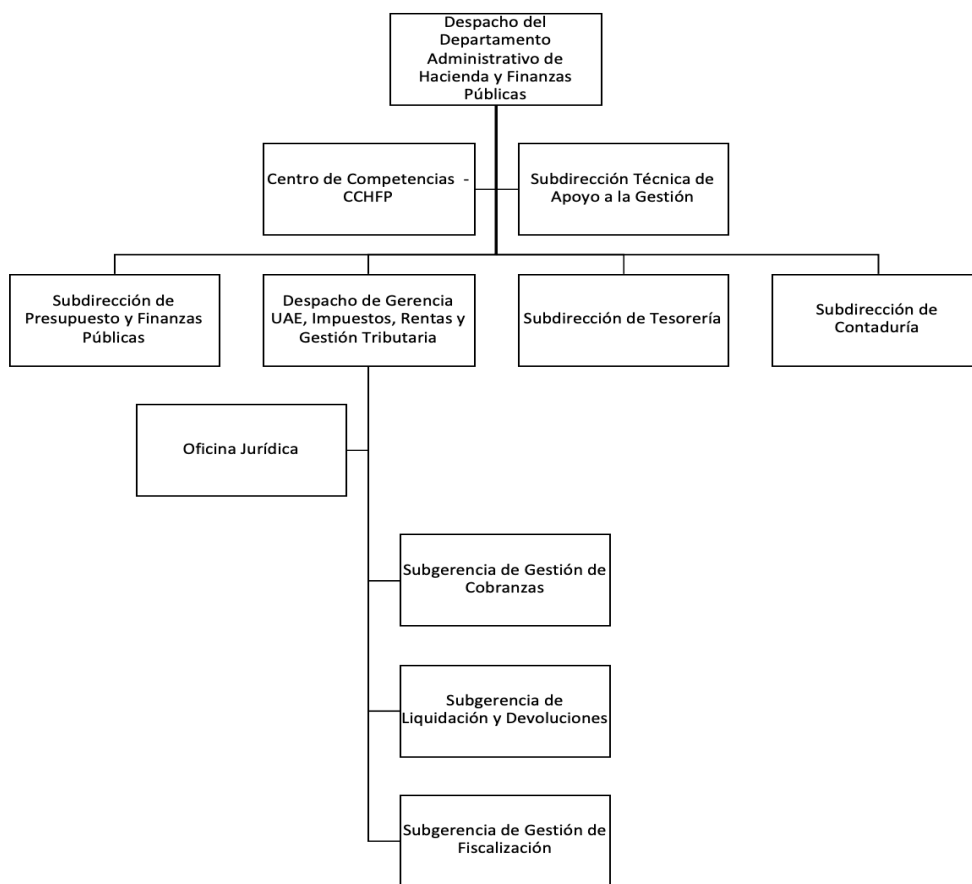 Despacho del
Departamento
Administrativo de
Hacienda y Finanzas
Públicas
Centro de Competencias  -
CCHFP
Subdirección Técnica de
Apoyo a la Gestión
Subdirección de
Presupuesto y Finanzas
Públicas
Despacho de Gerencia
UAE, Impuestos, Rentas y
Gestión Tributaria
Subdirección de Tesorería
Subdirección de
Contaduría
Oficina Jurídica
Subgerencia de Gestión de
Cobranzas
Subgerencia de
Liquidación y Devoluciones
Subgerencia de Gestión de
Fiscalización